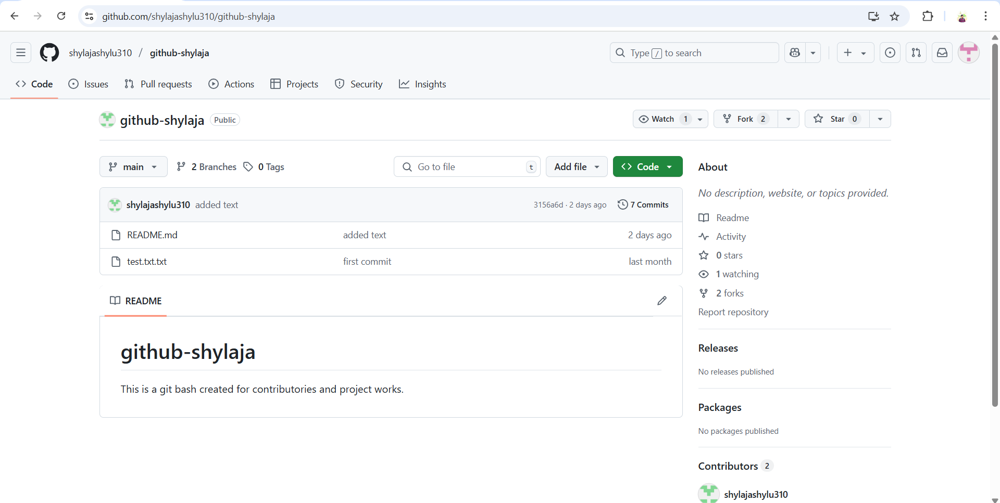 github.com/shylajashylu310/github-shylaja
shylajashylu310 / github-shylaja
Type / to search
Code Issues Pull requests Actions Projects Security Insights
github-shylaja Public
Watch 1 Fork 2 Star 0
main 2 Branches 0 Tags
Go to file t Add file Code
shylajashylu310 added text 3156a6d · 2 days ago 7 Commits
README.md added text 2 days ago
test.txt.txt first commit last month
README
github-shylaja
This is a git bash created for contributories and project works.
About
No description, website, or topics provided.
Readme
Activity
0 stars
1 watching
2 forks
Report repository
Releases
No releases published
Packages
No packages published
Contributors 2
shylajashylu310